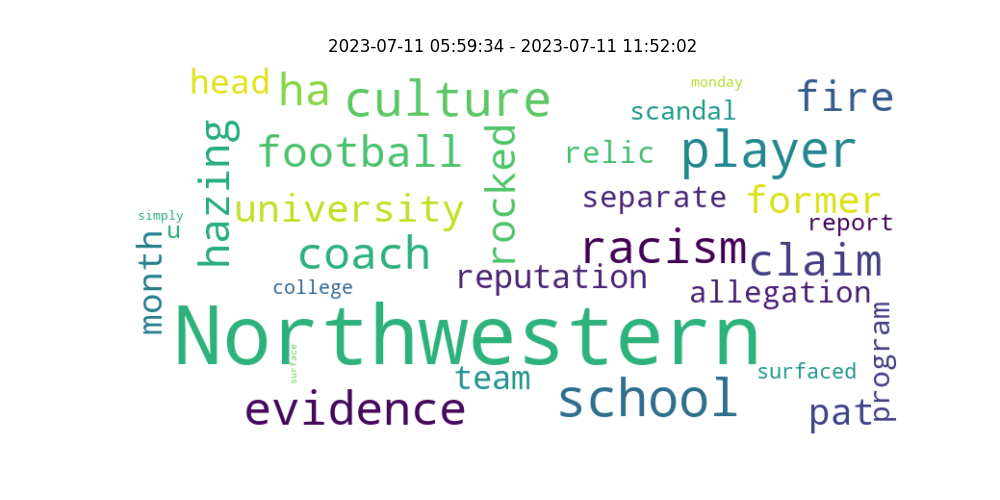 2023-07-11 05:59:34 - 2023-07-11 11:52:02
head
ha
culture
monday
scandal
fire
hazing
football
rocked
relic
player
simply
u
university
separate
former
report
month
coach
racism
claim
college
reputation
allegation
Northwestern
surface
team
surfaced
program
evidence
school
pat